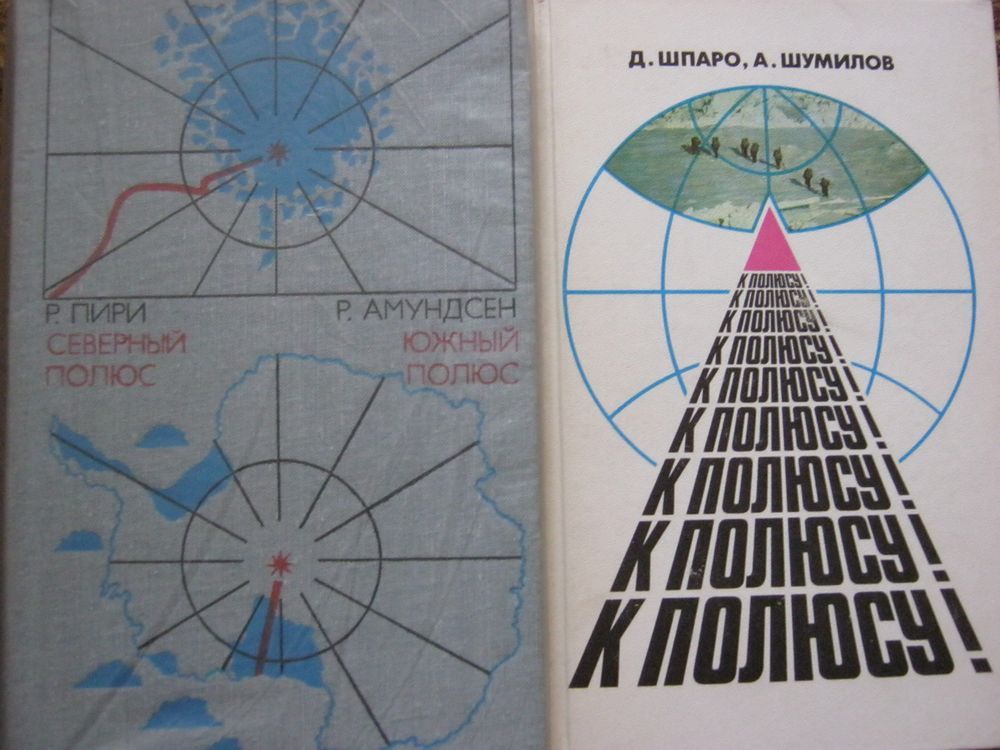 Р. ПИРИ
СЕВЕРНЫЙ
ПОЛЮС
Р. АМУНДСЕН
ЮЖНЫЙ
ПОЛЮС
Д. ШПАРО, А. ШУМИЛОВ
К ПОЛЮСУ!
К ПОЛЮСУ!
К ПОЛЮСУ!
К ПОЛЮСУ!
К ПОЛЮСУ!
К ПОЛЮСУ!
К ПОЛЮСУ!
К ПОЛЮСУ!
К ПОЛЮСУ!